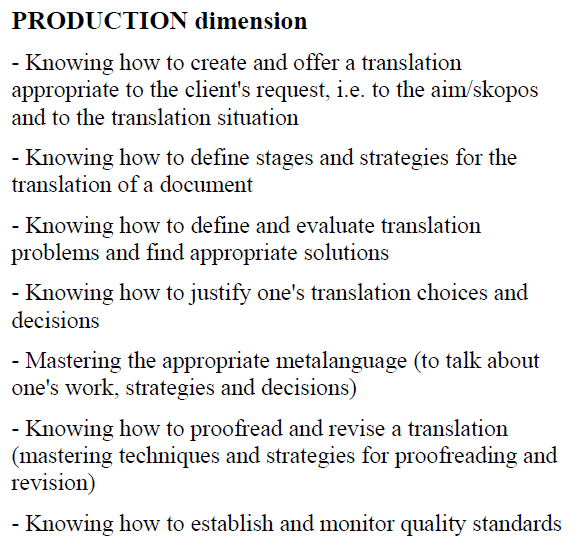 PRODUCTION dimension
- Knowing how to create and offer a translation
appropriate to the client's request, i.e. to the aim/skopos
and to the translation situation
- Knowing how to define stages and strategies for the
translation of a document
- Knowing how to define and evaluate translation
problems and find appropriate solutions
- Knowing how to justify one's translation choices and
decisions
- Mastering the appropriate metalanguage (to talk about
one's work, strategies and decisions)
- Knowing how to proofread and revise a translation
(mastering techniques and strategies for proofreading and
revision)
- Knowing how to establish and monitor quality standards